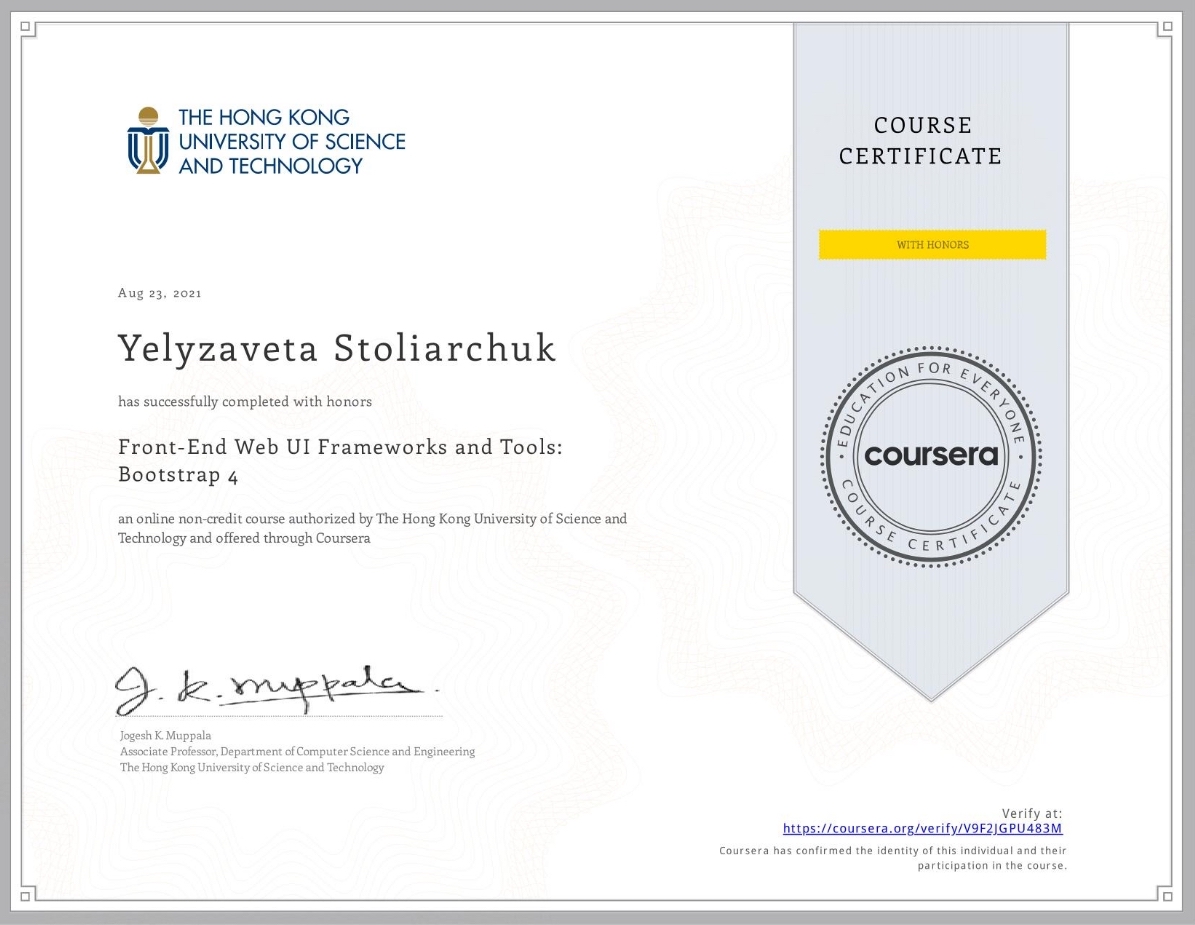 THE HONG KONG
UNIVERSITY OF SCIENCE
AND TECHNOLOGY
COURSE
CERTIFICATE
WITH HONORS
Aug 23, 2021
Yelyzaveta Stoliarchuk
has successfully completed with honors
Front-End Web UI Frameworks and Tools:
Bootstrap 4
an online non-credit course authorized by The Hong Kong University of Science and
Technology and offered through Coursera
EDUCATION FOR EVERYONE
coursera
COURSE CERTIFICATE
J. K. Muppala.
Jogesh K. Muppala
Associate Professor, Department of Computer Science and Engineering
The Hong Kong University of Science and Technology
Verify at:
https://coursera.org/verify/V9F2JGPU483M
Coursera has confirmed the identity of this individual and their
participation in the course.